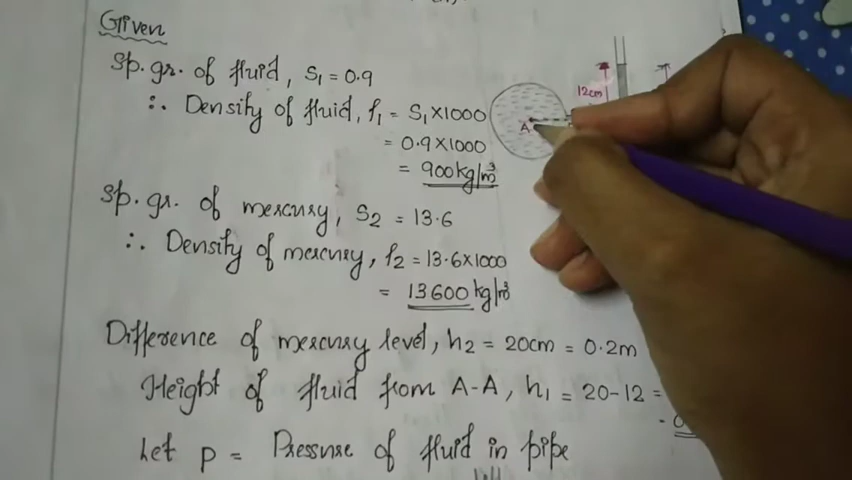 Given
Sp. gr. of fluid, S₁ = 0.9
∴ Density of fluid, ρ₁ = S₁×1000
= 0.9×1000
= 900 kg/m³
Sp. gr. of mercury, S₂ = 13.6
∴ Density of mercury, ρ₂ = 13.6×1000
= 13600 kg/m³
Difference of mercury level, h₂ = 20cm = 0.2m
Height of fluid from A-A, h₁ = 20-12 =
Let P = Pressure of fluid in pipe
12cm
A